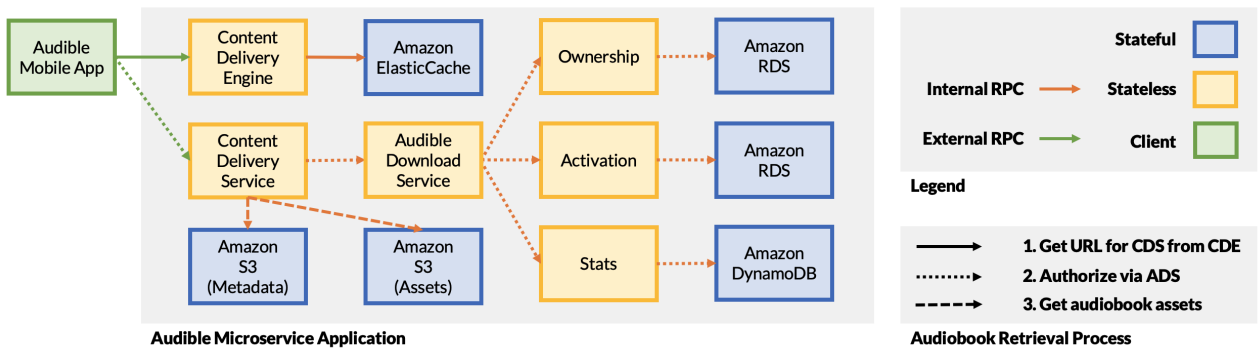 Audible
Mobile App
Content
Delivery
Engine
Amazon
ElasticCache
Ownership
Amazon
RDS
Content
Delivery
Service
Audible
Download
Service
Activation
Amazon
RDS
Amazon
S3
(Metadata)
Amazon
S3
(Assets)
Stats
Amazon
DynamoDB
Audible Microservice Application
Stateful
Internal RPC
Stateless
External RPC
Client
Legend
1. Get URL for CDS from CDE
2. Authorize via ADS
3. Get audiobook assets
Audiobook Retrieval Process